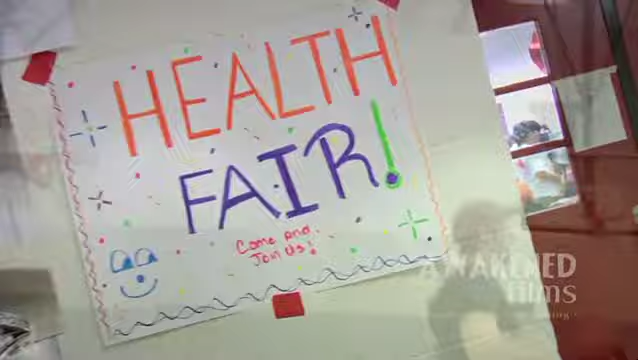 HEALTH
FAIR!
Come and
Join Us!
AWAKENED
films